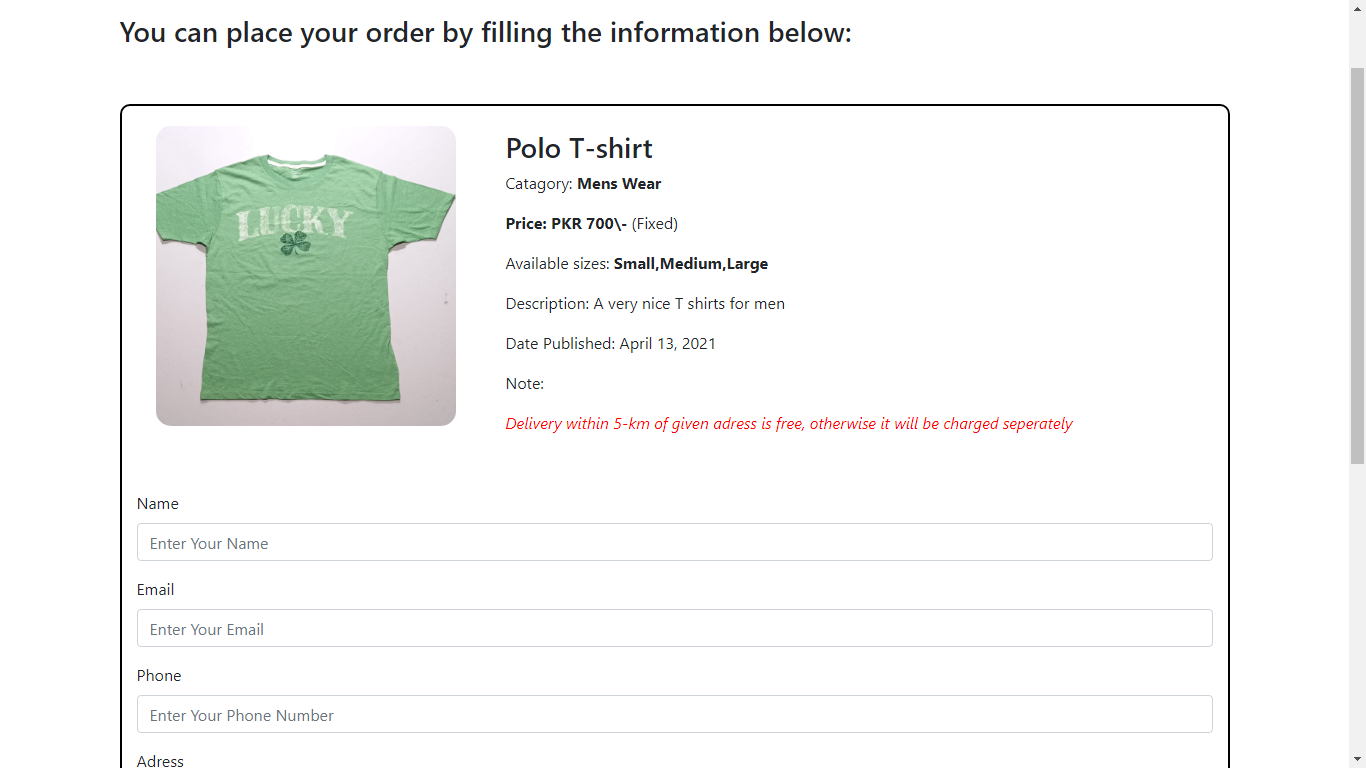 You can place your order by filling the information below:
LUCKY
Polo T-shirt
Catagory: Mens Wear
Price: PKR 700\- (Fixed)
Available sizes: Small,Medium,Large
Description: A very nice T shirts for men
Date Published: April 13, 2021
Note:
Delivery within 5-km of given adress is free, otherwise it will be charged seperately
Name
Enter Your Name
Email
Enter Your Email
Phone
Enter Your Phone Number
Adress